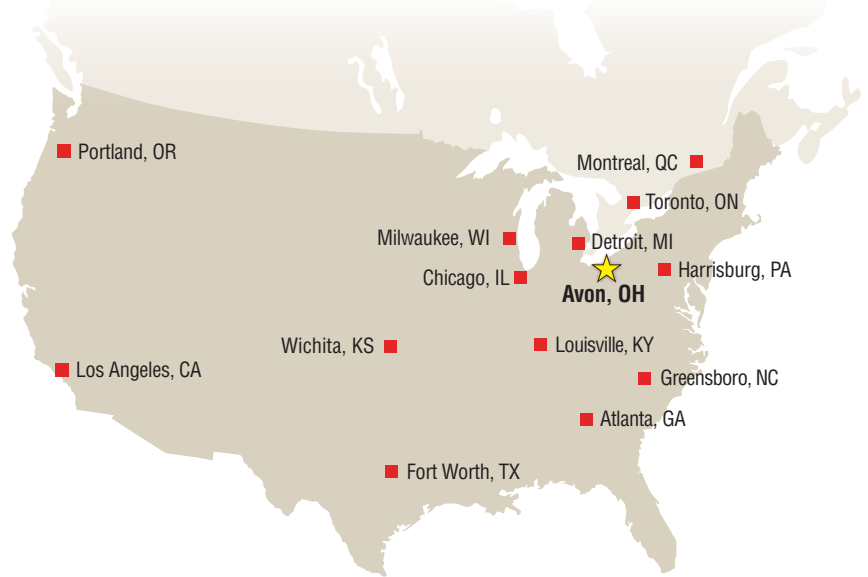 Portland, OR
Montreal, QC
Toronto, ON
Milwaukee, WI
Detroit, MI
Chicago, IL
Harrisburg, PA
Avon, OH
Wichita, KS
Louisville, KY
Los Angeles, CA
Greensboro, NC
Atlanta, GA
Fort Worth, TX